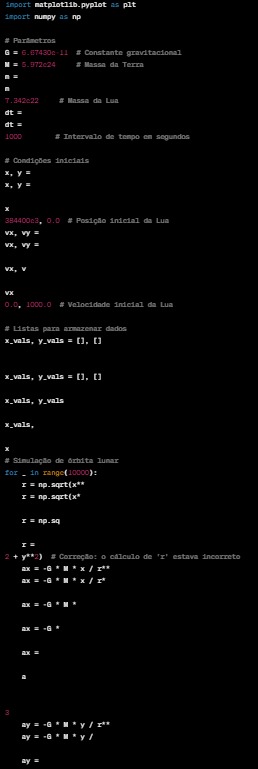 import matplotlib.pyplot as plt
import numpy as np
# Parâmetros
G = 6.67430e-11 # Constante gravitacional
M = 5.972e24 # Massa da Terra
m =
m
7.342e22 # Massa da Lua
dt =
dt =
1000 # Intervalo de tempo em segundos
# Condições iniciais
x, y =
x, y =
x
384400e3, 0.0 # Posição inicial da Lua
vx, vy =
vx, vy =
vx, v
vx
0.0, 1000.0 # Velocidade inicial da Lua
# Listas para armazenar dados
x_vals, y_vals = [], []
x_vals, y_vals = [], []
x_vals, y_vals
x_vals,
x
# Simulação de órbita lunar
for _ in range(10000):
r = np.sqrt(x**
r = np.sqrt(x*
r = np.sq
r =
2 + y**2) # Correção: o cálculo de 'r' estava incorreto
ax = -G * M * x / r**
ax = -G * M * x / r*
ax = -G * M *
ax = -G *
ax =
a
3
ay = -G * M * y / r**
ay = -G * M * y /
ay =